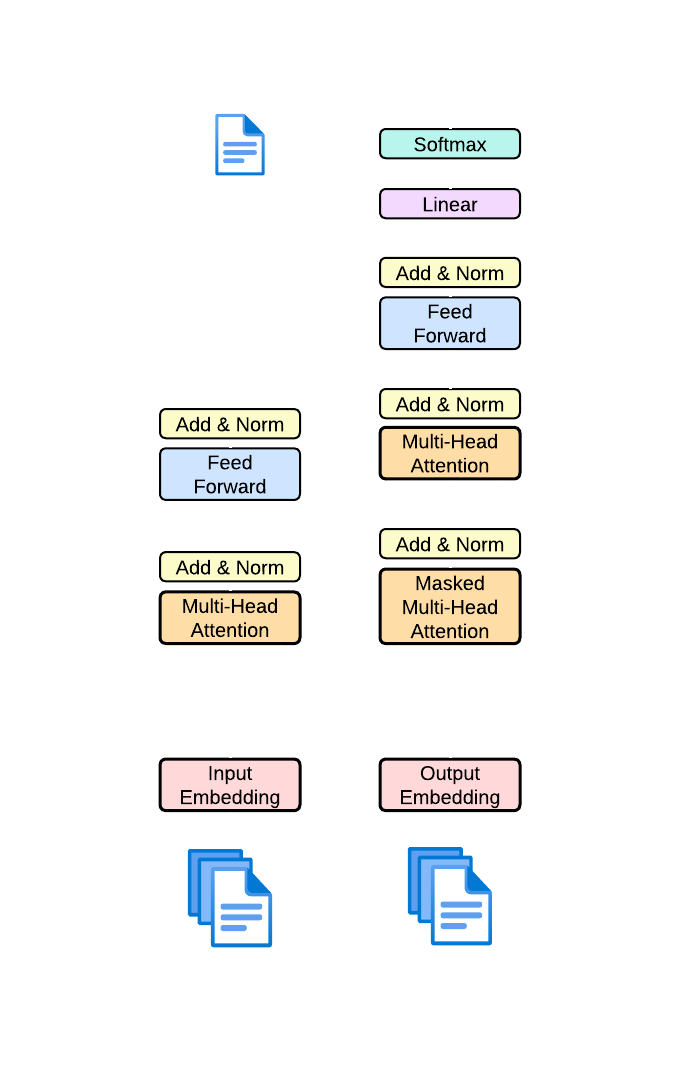 Softmax
Linear
Add & Norm
Feed
Forward
Add & Norm
Multi-Head
Attention
Add & Norm
Feed
Forward
Add & Norm
Masked
Multi-Head
Attention
Add & Norm
Multi-Head
Attention
Input
Embedding
Output
Embedding